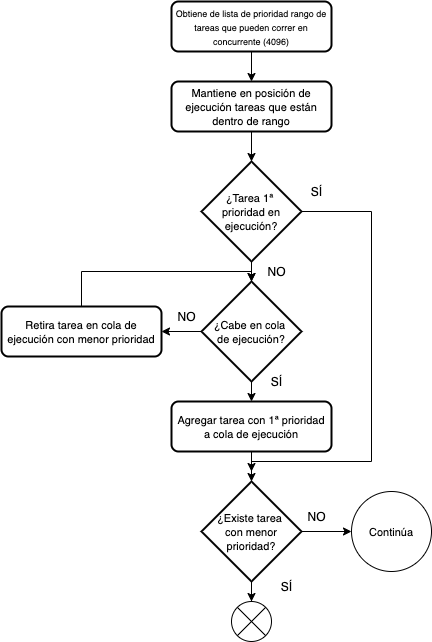 Obtiene de lista de prioridad rango de
tareas que pueden correr en
concurrente (4096)
Mantiene en posición de
ejecución tareas que están
dentro de rango
¿Tarea 1ª
prioridad en
ejecución?
SÍ
NO
¿Cabe en cola
de ejecución?
NO
Retira tarea en cola de
ejecución con menor prioridad
SÍ
Agregar tarea con 1ª prioridad
a cola de ejecución
¿Existe tarea
con menor
prioridad?
NO
Continúa
SÍ